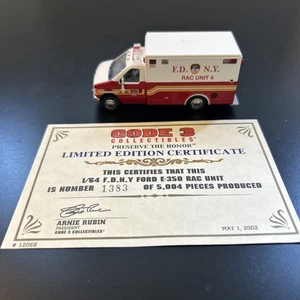 F.D. N.Y.
RAC UNIT 4
CODE 3
COLLECTIBLES
PRESERVE THE HONOR™
LIMITED EDITION CERTIFICATE
THIS CERTIFIES THAT THIS
1/64 F.D.N.Y FORD E-350 RAC UNIT
IS NUMBER 1383 OF 5,004 PIECES PRODUCED
ARNIE RUBIN
PRESIDENT
CODE 3 COLLECTIBLES
MAY 1, 2002
# 12068